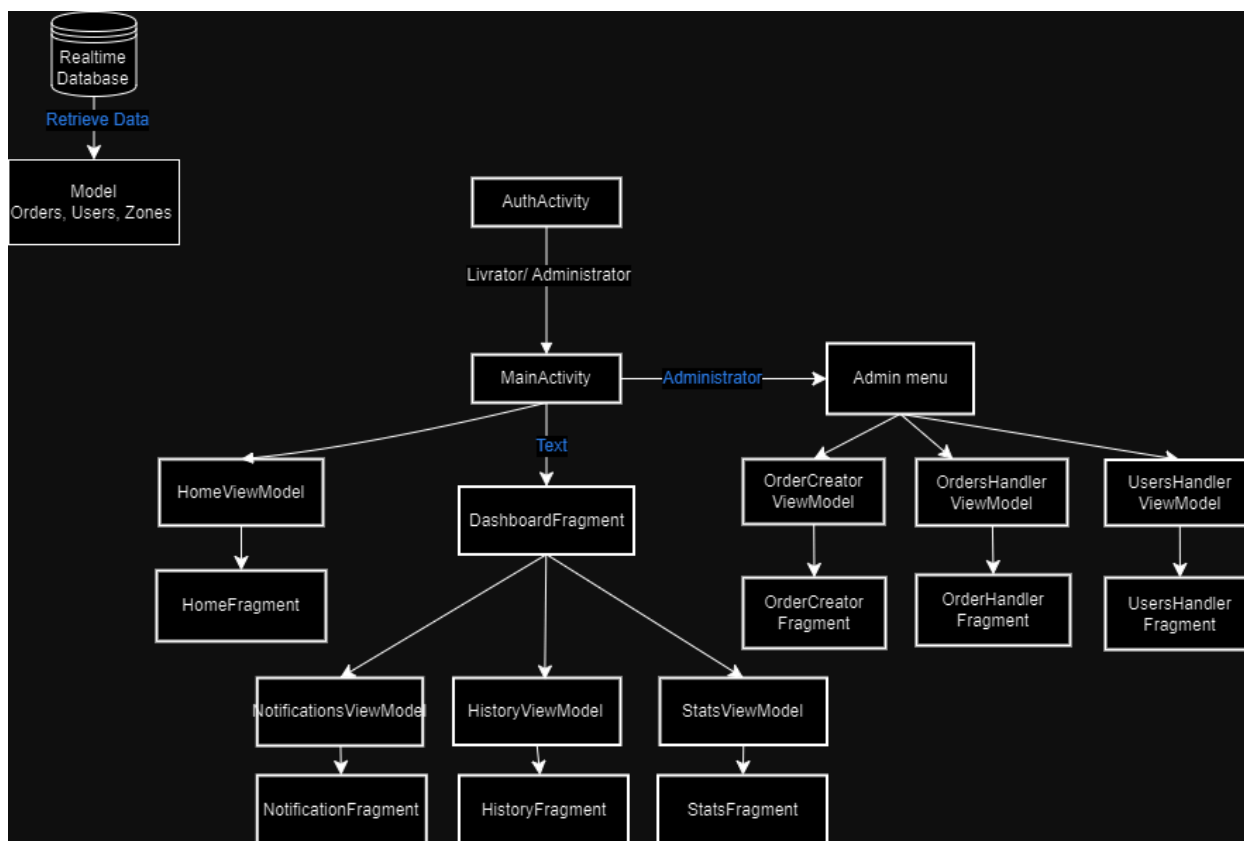 Realtime
Database
Retrieve Data
Model
Orders, Users, Zones
AuthActivity
Livrator/ Administrator
MainActivity
Administrator
Admin menu
Text
HomeViewModel
DashboardFragment
OrderCreator
ViewModel
OrdersHandler
ViewModel
UsersHandler
ViewModel
HomeFragment
OrderCreator
Fragment
OrderHandler
Fragment
UsersHandler
Fragment
NotificationsViewModel
HistoryViewModel
StatsViewModel
NotificationFragment
HistoryFragment
StatsFragment